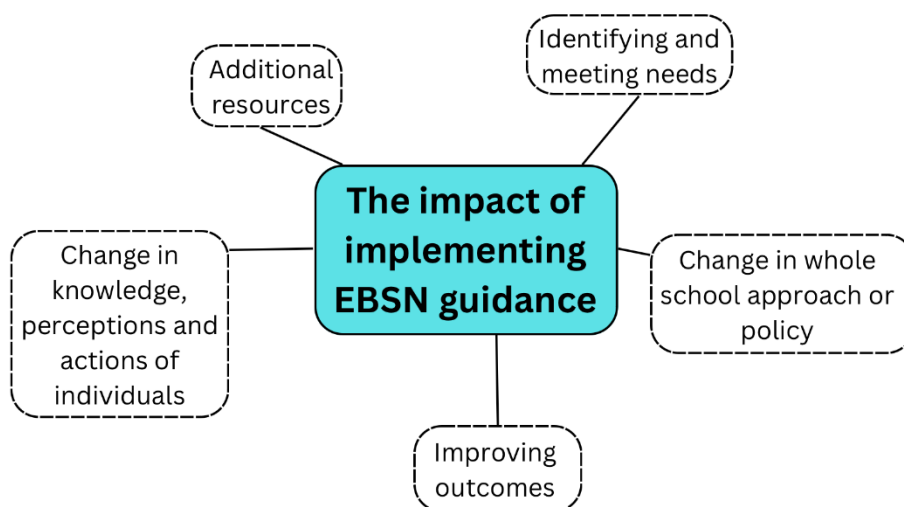 Additional
resources
Identifying and
meeting needs
The impact of
implementing
EBSN guidance
Change in
knowledge,
perceptions and
actions of
individuals
Change in whole
school approach or
policy
Improving
outcomes